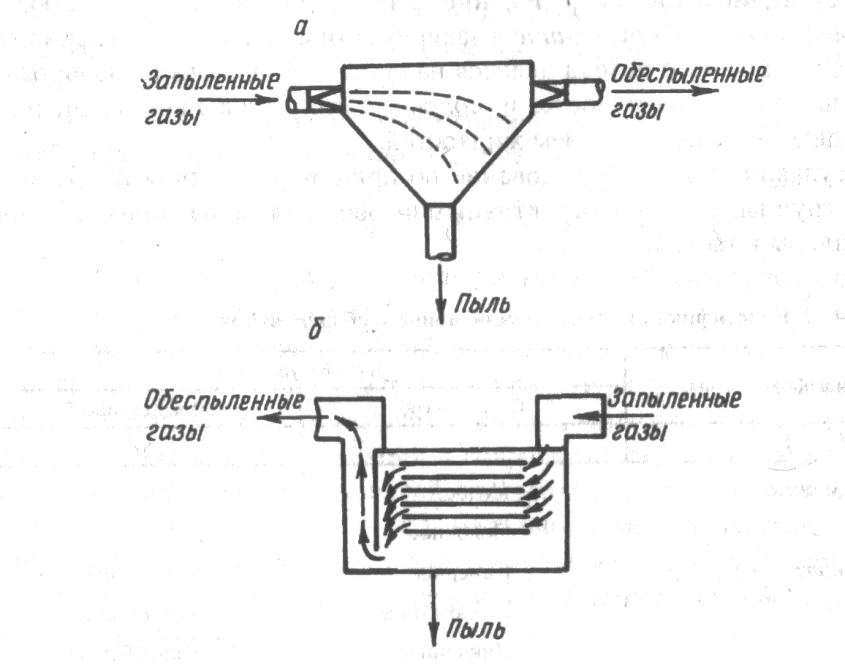 а
Запыленные
газы
Обеспыленные
газы
Пыль
б
Обеспыленные
газы
Запыленные
газы
Пыль